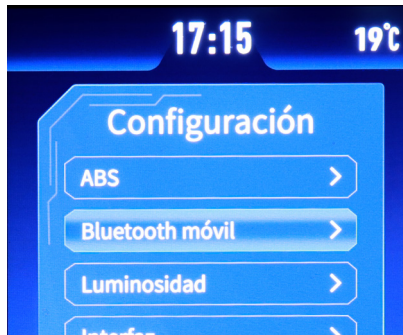 17:15
19°C
Configuración
ABS
Bluetooth móvil
Luminosidad